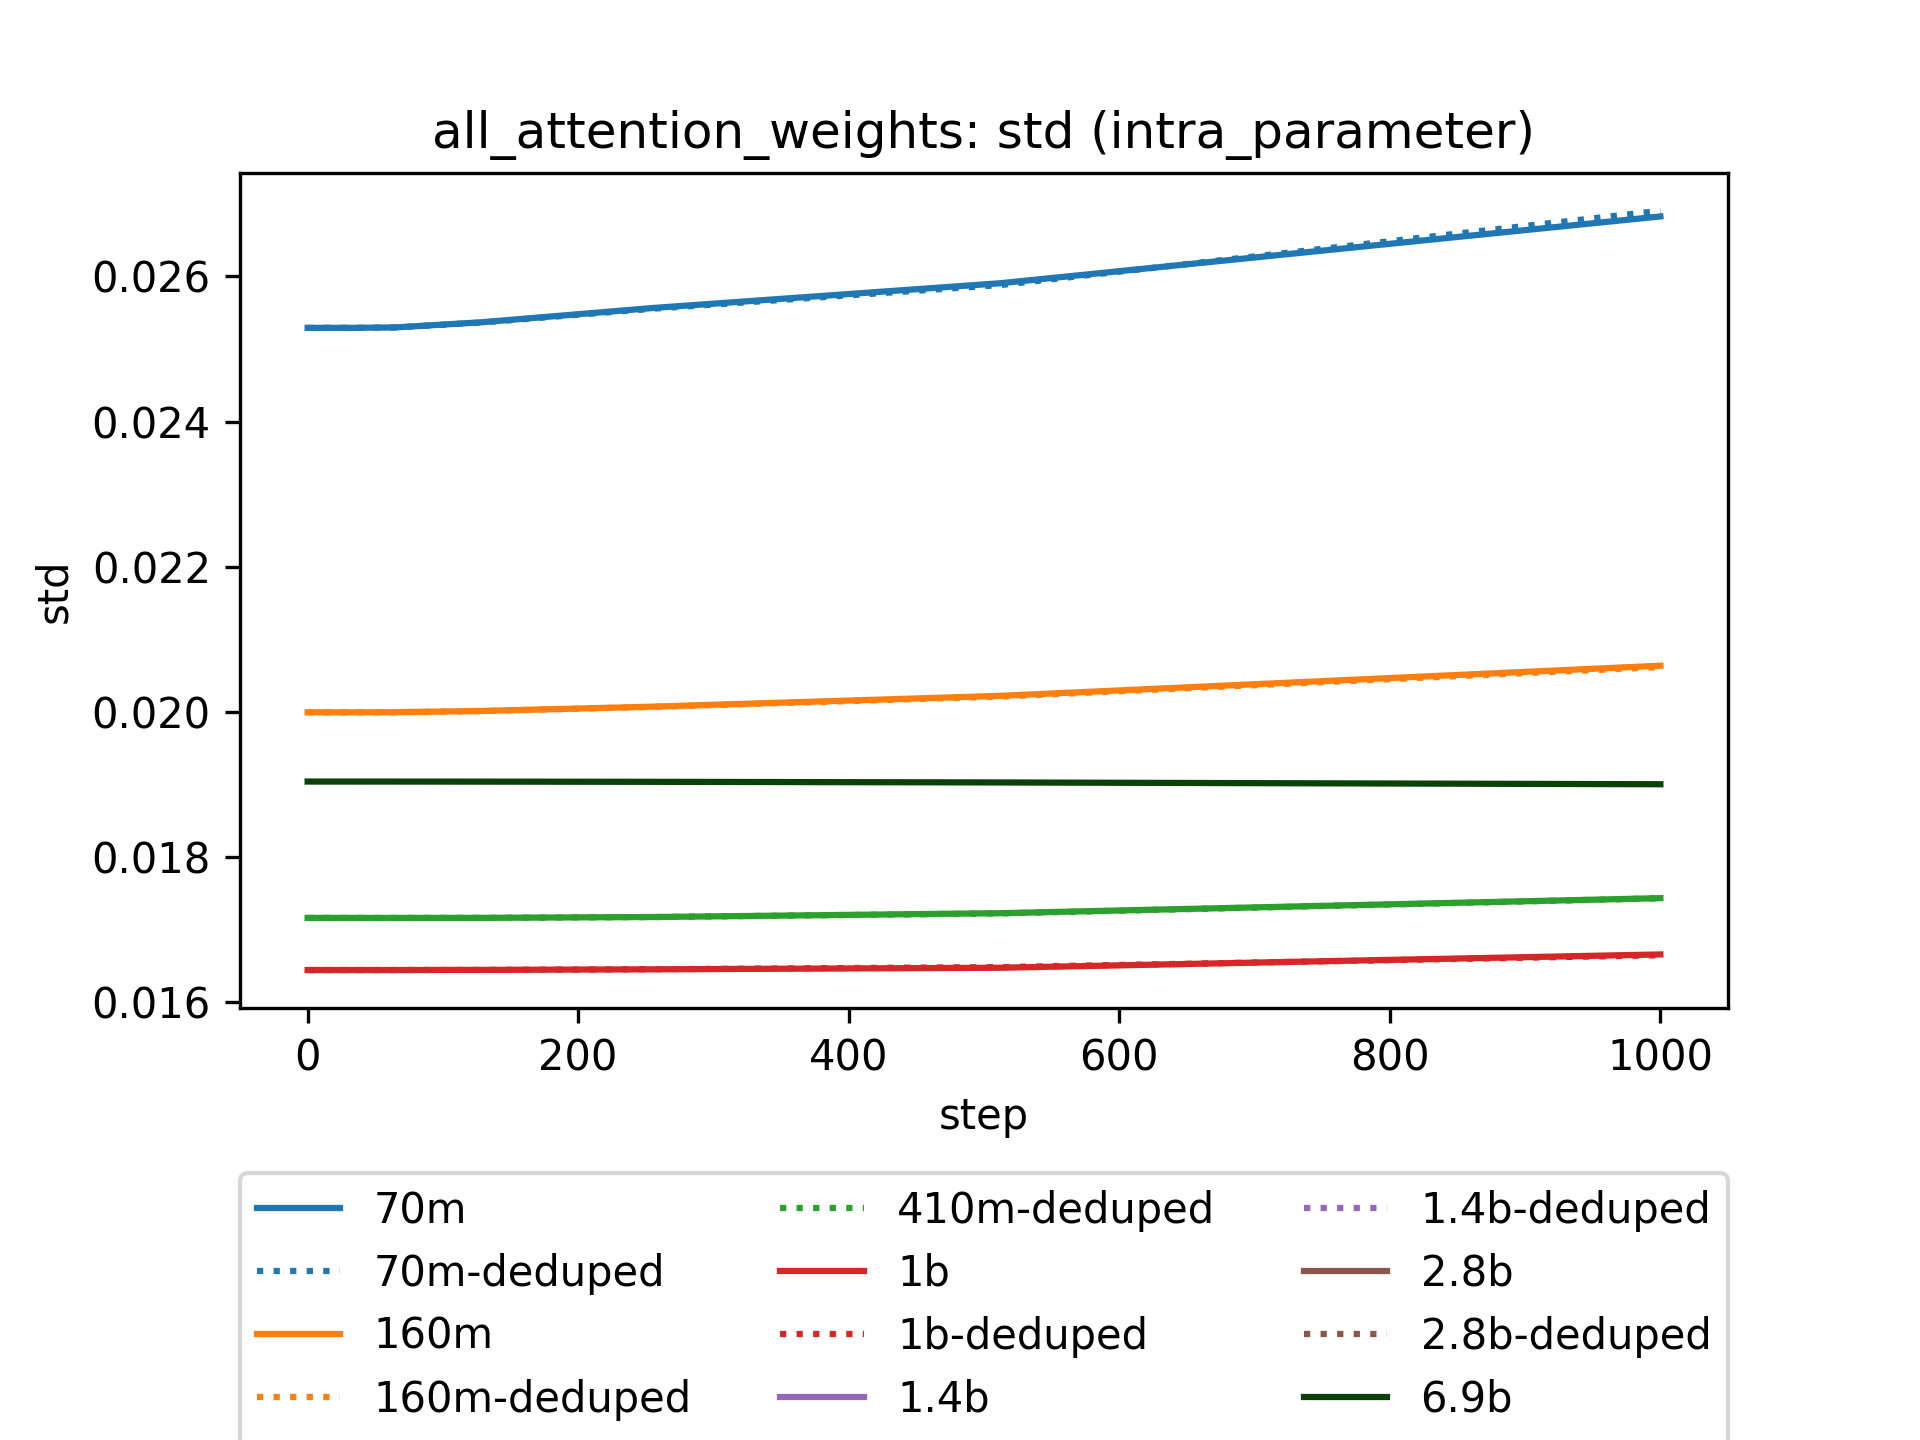 all_attention_weights: std (intra_parameter)
0.026
0.024
0.022
0.020
0.018
0.016
std
0 200 400 600 800 1000
step
70m 410m-deduped 1.4b-deduped
70m-deduped 1b 2.8b
160m 1b-deduped 2.8b-deduped
160m-deduped 1.4b 6.9b